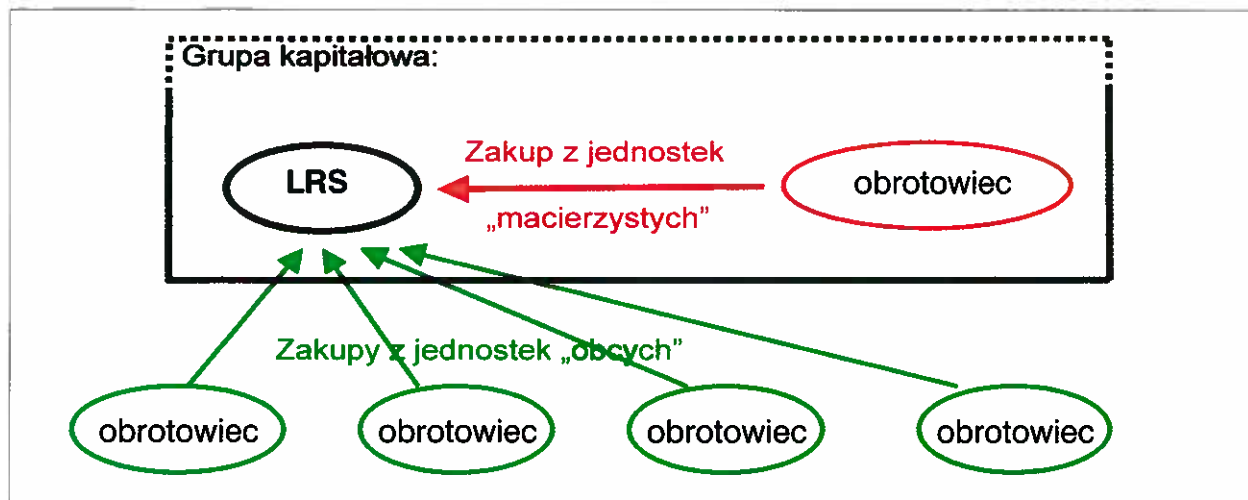 Grupa kapitałowa:
Zakup z jednostek
LRS
obrotowiec
„macierzystych”
Zakupy z jednostek „obcych”
obrotowiec
obrotowiec
obrotowiec
obrotowiec